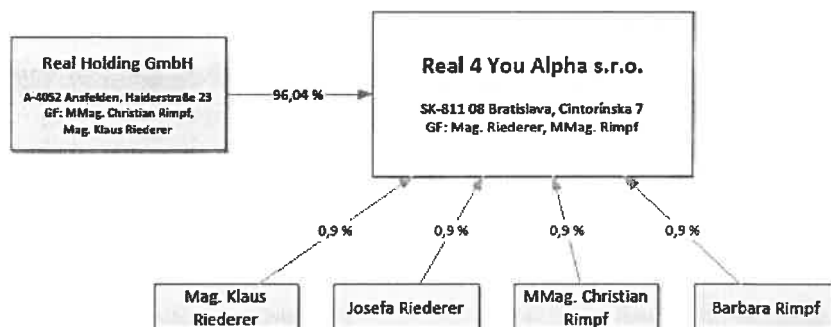 Real Holding GmbH
A-4052 Ansfelden, Haiderstraße 23
GF: MMag. Christian Rimpf,
Mag. Klaus Riederer
96,04 %
Real 4 You Alpha s.r.o.
SK-811 08 Bratislava, Cintorínska 7
GF: Mag. Riederer, MMag. Rimpf
0,9 %
0,9 %
0,9 %
0,9 %
Mag. Klaus
Riederer
Josefa Riederer
MMag. Christian
Rimpf
Barbara Rimpf